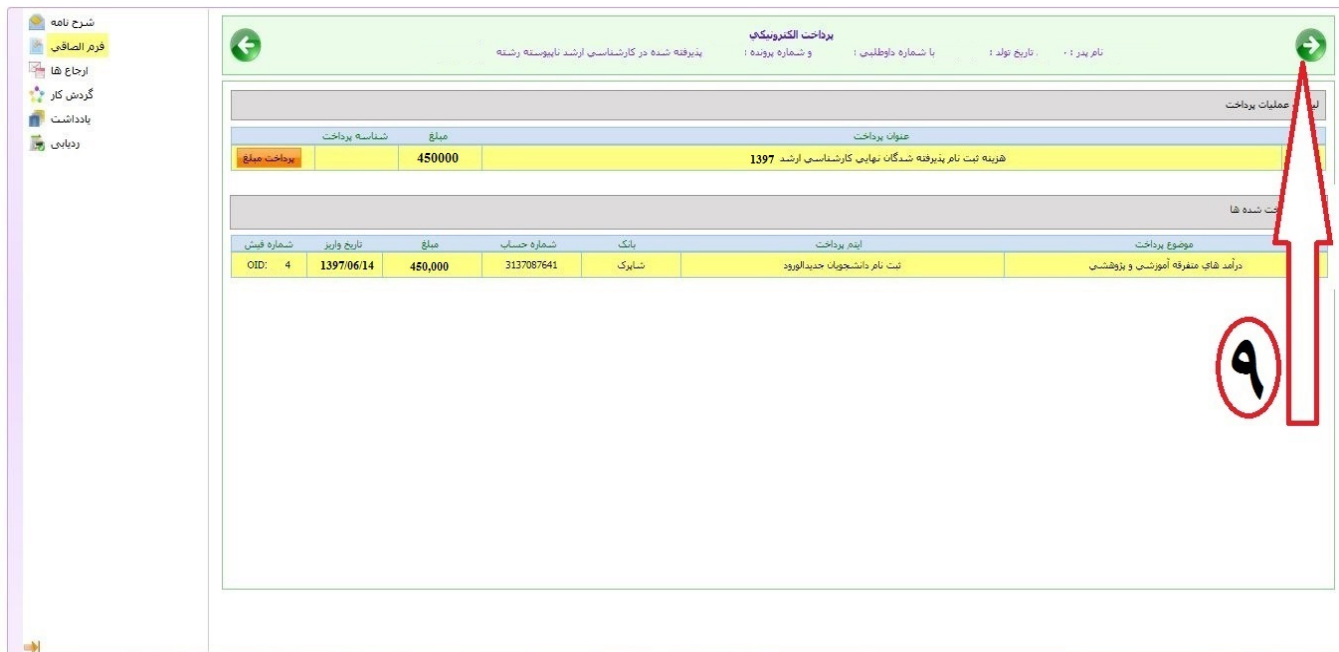 شرح نامه
فرم الصاقی
ارجاع ها
گردش کار
یادداشت
ردیابی
پرداخت الکترونیکی
نام پدر : تاریخ تولد : با شماره داوطلبی : و شماره پرونده : پذیرفته شده در کارشناسی ارشد ناپیوسته رشته
عملیات پرداخت
عنوان پرداخت مبلغ شناسه پرداخت
هزینه ثبت نام پذیرفته شدگان نهایی کارشناسی ارشد 1397 450000 پرداخت مبلغ
شده ها
موضوع پرداخت آیتم پرداخت بانک شماره حساب مبلغ تاریخ واریز شماره فیش
درآمد های متفرقه آموزشی و پژوهشی ثبت نام دانشجویان جدیدالورود شاپرک 3137087641 450,000 1397/06/14 OID: 4
۹